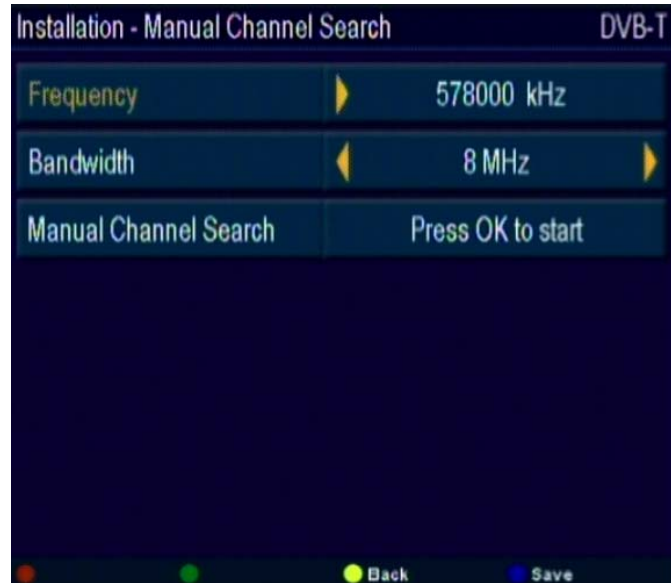 Installation - Manual Channel Search DVB-T
Frequency 578000 kHz
Bandwidth 8 MHz
Manual Channel Search Press OK to start
Back Save